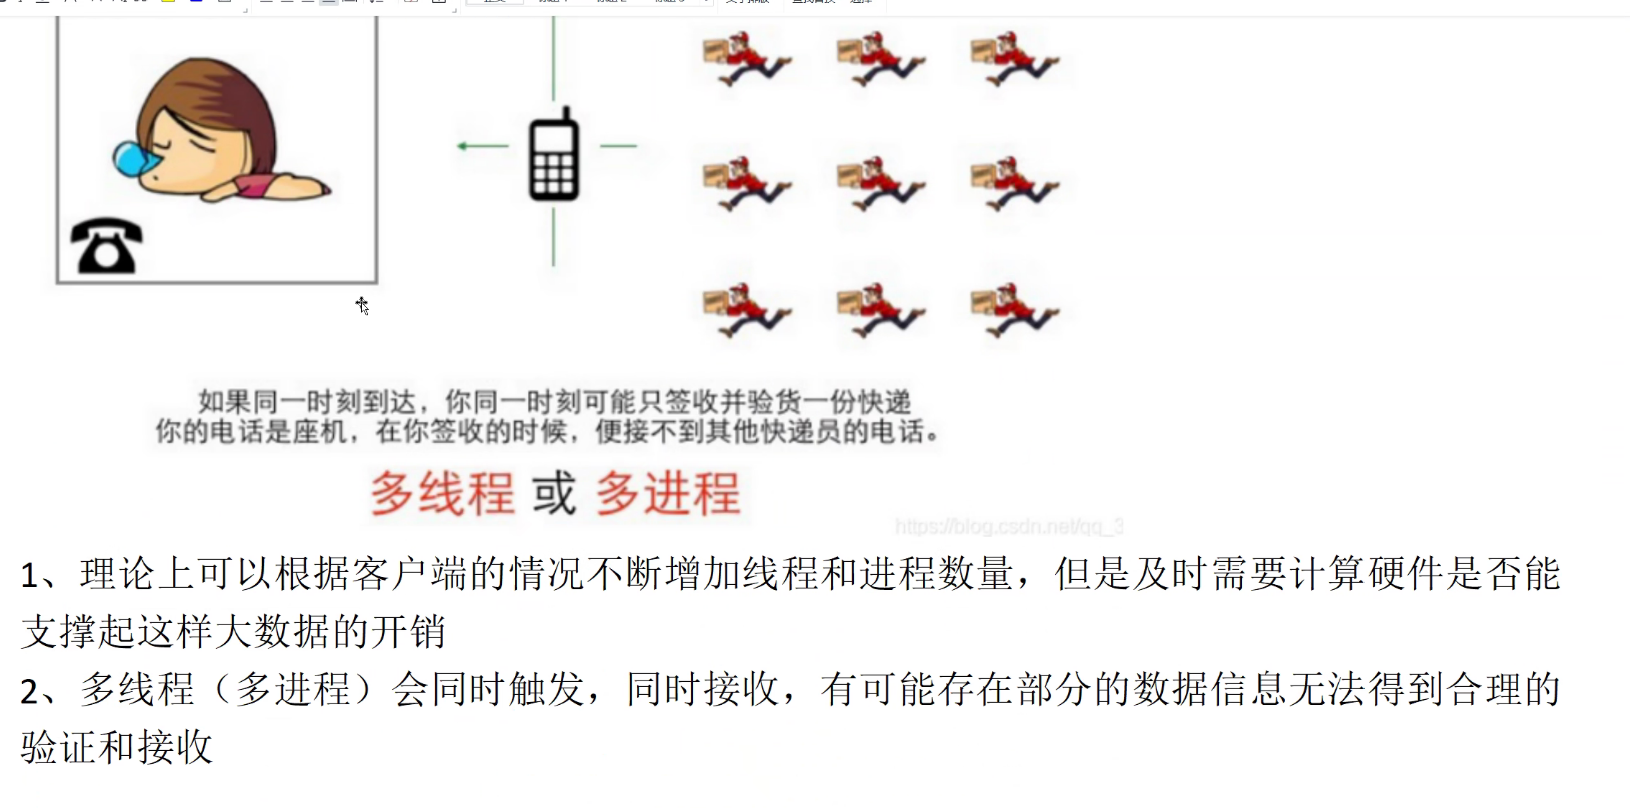 如果同一时刻到达，你同一时刻可能只签收并验货一份快递
你的电话是座机，在你签收的时候，便接不到其他快递员的电话。
多线程 或 多进程
https://blog.csdn.net/qq_3
1、理论上可以根据客户端的情况不断增加线程和进程数量，但是及时需要计算硬件是否能
支撑起这样大数据的开销
2、多线程（多进程）会同时触发，同时接收，有可能存在部分的数据信息无法得到合理的
验证和接收